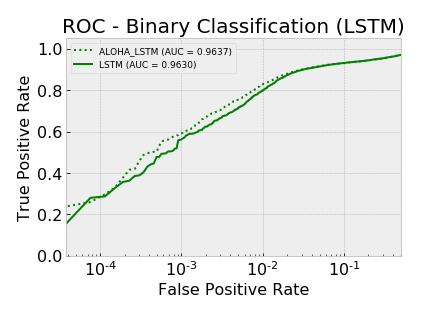 ROC - Binary Classification (LSTM)
ALOHA_LSTM (AUC = 0.9637)
LSTM (AUC = 0.9630)
1.0
0.8
0.6
0.4
0.2
0.0
True Positive Rate
10⁻⁴ 10⁻³ 10⁻² 10⁻¹
False Positive Rate